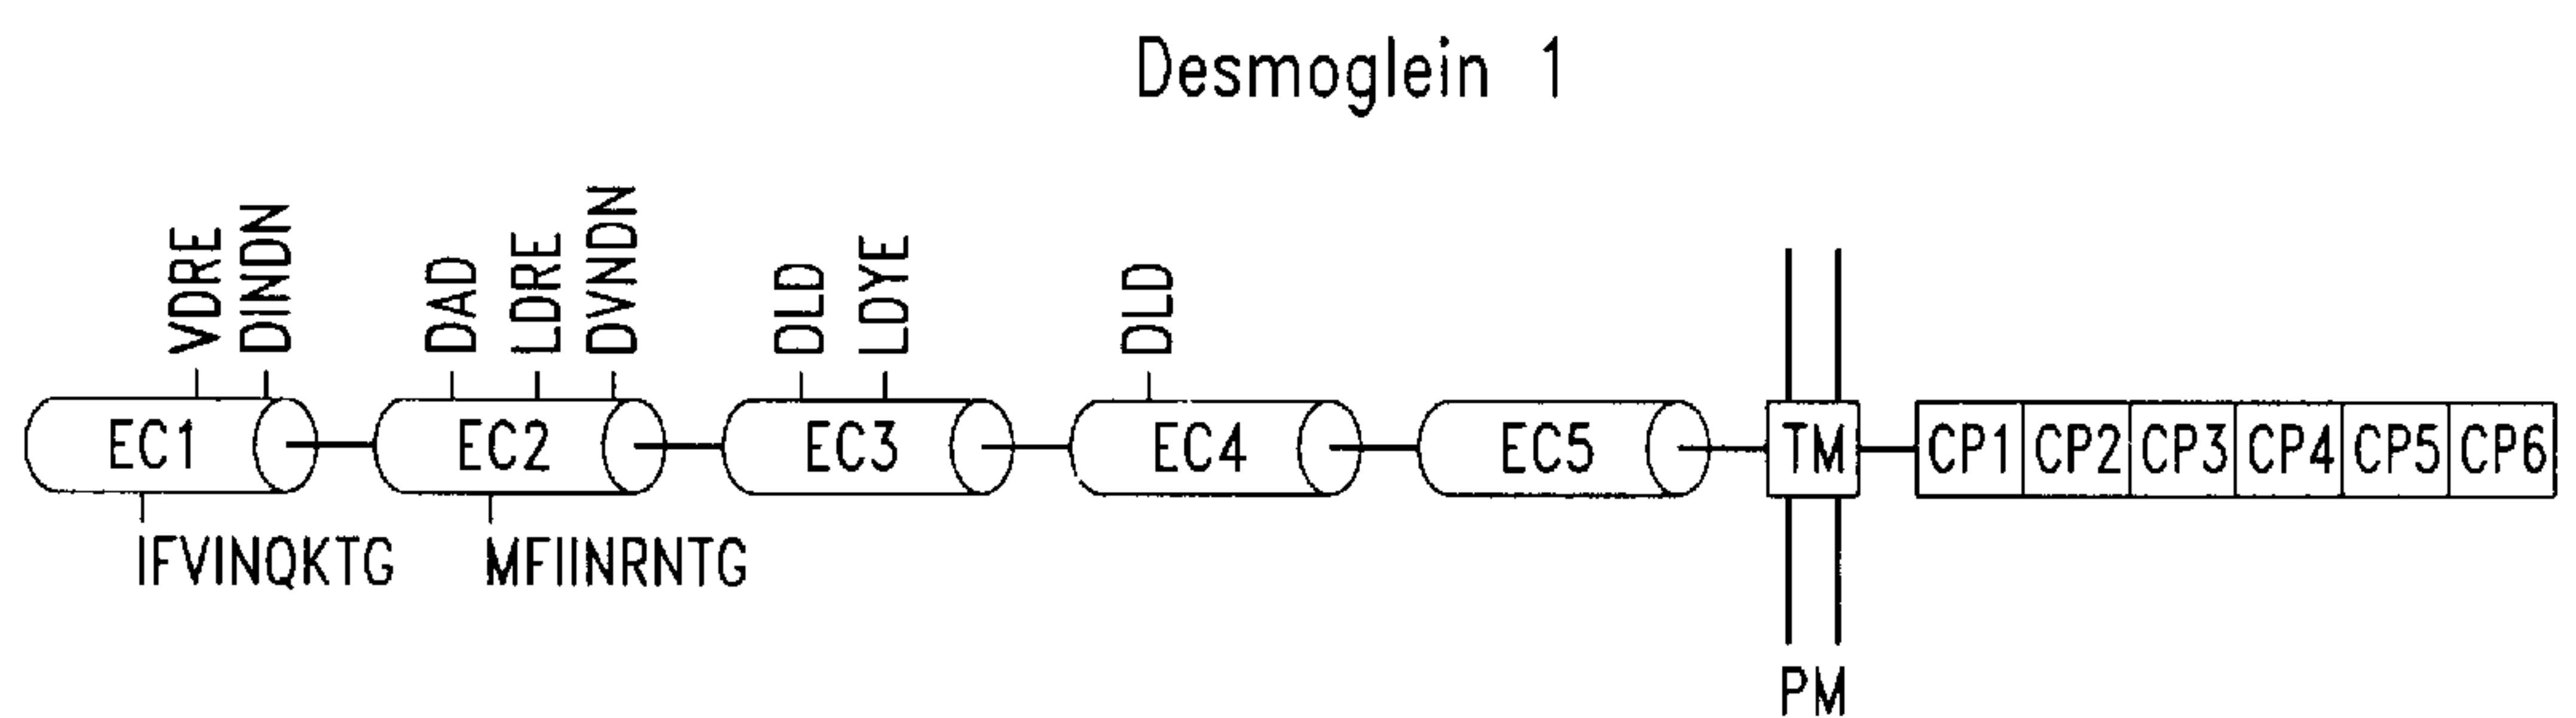 Desmoglein 1
VDRE DINDN DAD LDRE DVNDN DLD LDYE DLD
EC1 EC2 EC3 EC4 EC5 TM CP1 CP2 CP3 CP4 CP5 CP6
IFVINQKTG MFIINRNTG
PM